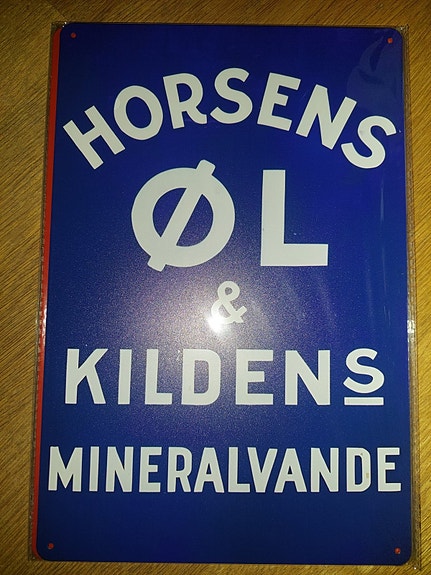 HORSENS
ØL
&
KILDENS
MINERALVANDE